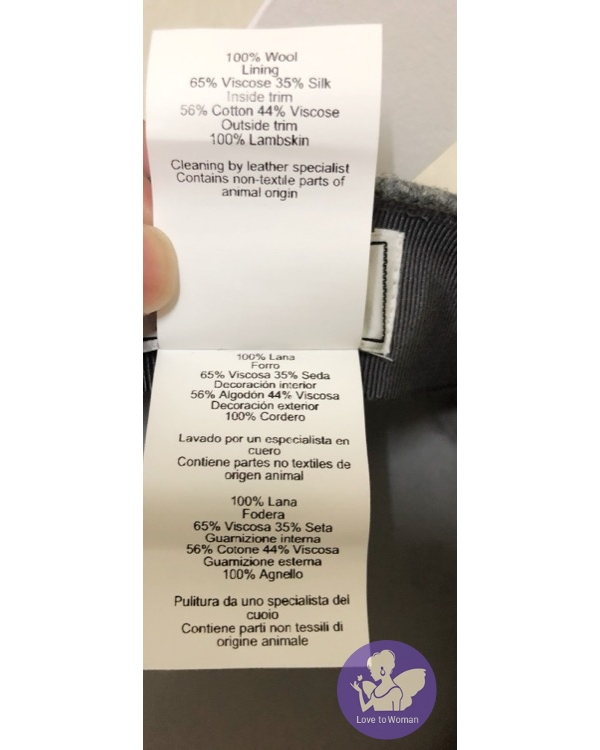 100% Wool
Lining
65% Viscose 35% Silk
Inside trim
56% Cotton 44% Viscose
Outside trim
100% Lambskin
Cleaning by leather specialist
Contains non-textile parts of
animal origin
100% Lana
Forro
65% Viscosa 35% Seda
Decoración interior
56% Algodón 44% Viscosa
Decoración exterior
100% Cordero
Lavado por un especialista en
cuero
Contiene partes no textiles de
origen animal
100% Lana
Fodera
65% Viscosa 35% Seta
Guarnizione interna
56% Cotone 44% Viscosa
Guarnizione esterna
100% Agnello
Pulitura da uno specialista del
cuoio
Contiene parti non tessili di
origine animale
Love to Woman